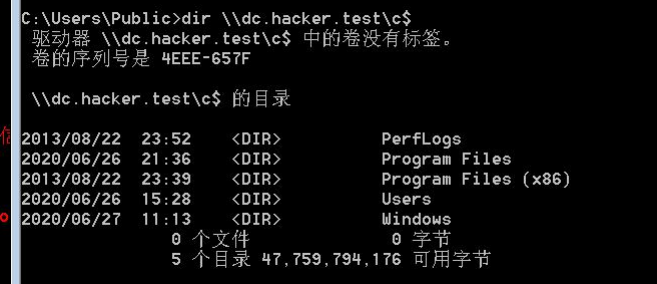 C:\Users\Public>dir \\dc.hacker.test\c$
驱动器 \\dc.hacker.test\c$ 中的卷没有标签。
卷的序列号是 4EEE-657F
\\dc.hacker.test\c$ 的目录
2013/08/22  23:52    <DIR>          PerfLogs
2020/06/26  21:36    <DIR>          Program Files
2013/08/22  23:39    <DIR>          Program Files (x86)
2020/06/26  15:28    <DIR>          Users
2020/06/27  11:13    <DIR>          Windows
0 个文件              0 字节
5 个目录 47,759,794,176 可用字节